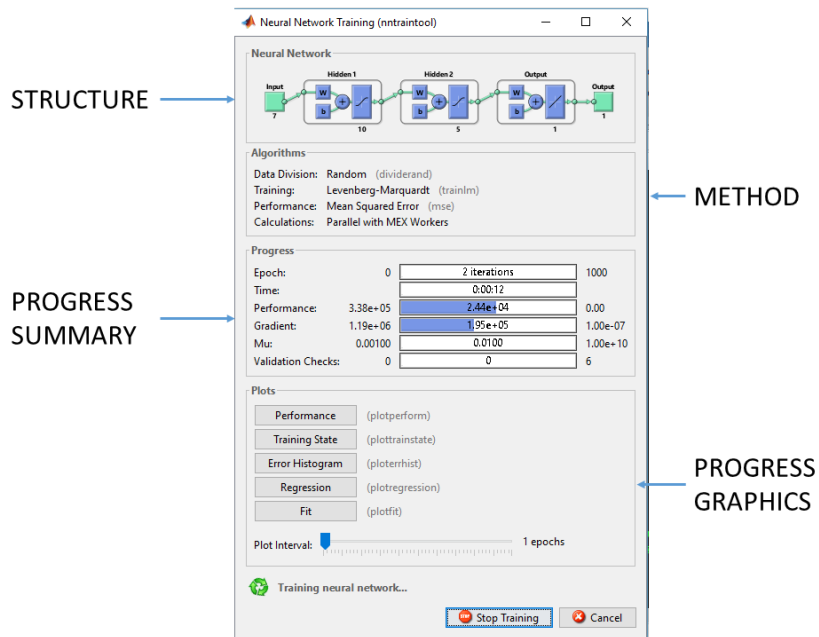 Neural Network Training (nntraintool)
STRUCTURE
METHOD
PROGRESS
SUMMARY
PROGRESS
GRAPHICS
Neural Network
Hidden 1 Hidden 2 Output
Input Output
W W W
+ + +
b b b
7 1
10 5 1
Algorithms
Data Division: Random (dividerand)
Training: Levenberg-Marquardt (trainlm)
Performance: Mean Squared Error (mse)
Calculations: Parallel with MEX Workers
Progress
Epoch: 0 2 iterations 1000
Time: 0:00:12
Performance: 3.38e+05 2.44e+04 0.00
Gradient: 1.19e+06 1.95e+05 1.00e-07
Mu: 0.00100 0.0100 1.00e+10
Validation Checks: 0 0 6
Plots
Performance (plotperform)
Training State (plottrainstate)
Error Histogram (ploterrhist)
Regression (plotregression)
Fit (plotfit)
Plot Interval: 1 epochs
Training neural network...
Stop Training Cancel